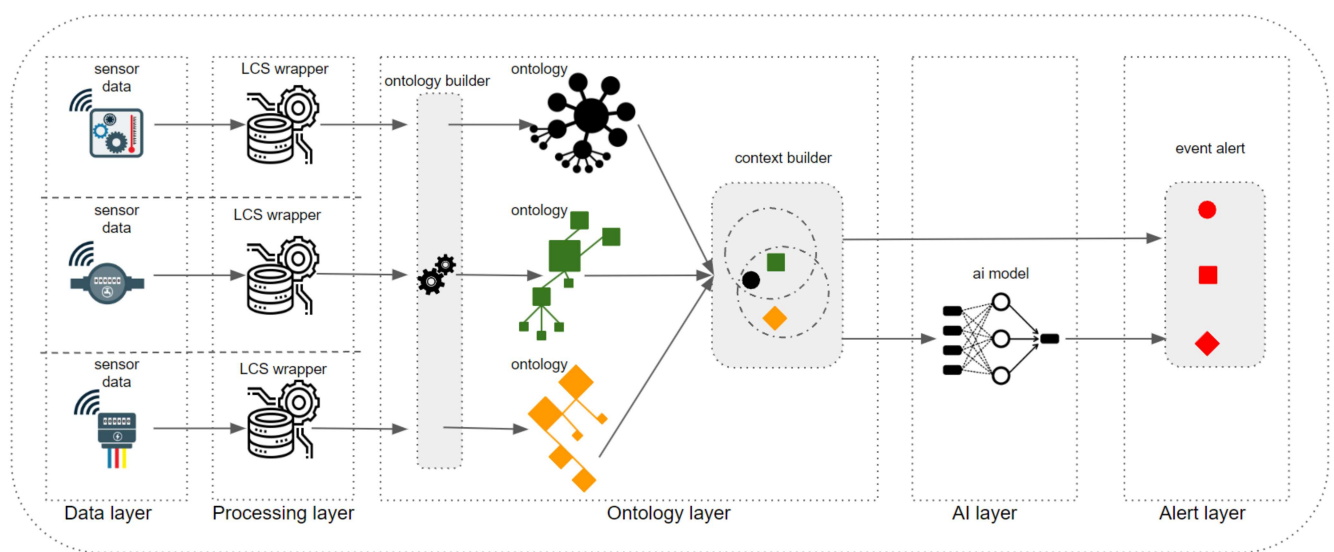 sensor
data
LCS wrapper
ontology builder
ontology
context builder
event alert
sensor
data
LCS wrapper
ontology
ai model
sensor
data
LCS wrapper
ontology
Data layer
Processing layer
Ontology layer
AI layer
Alert layer